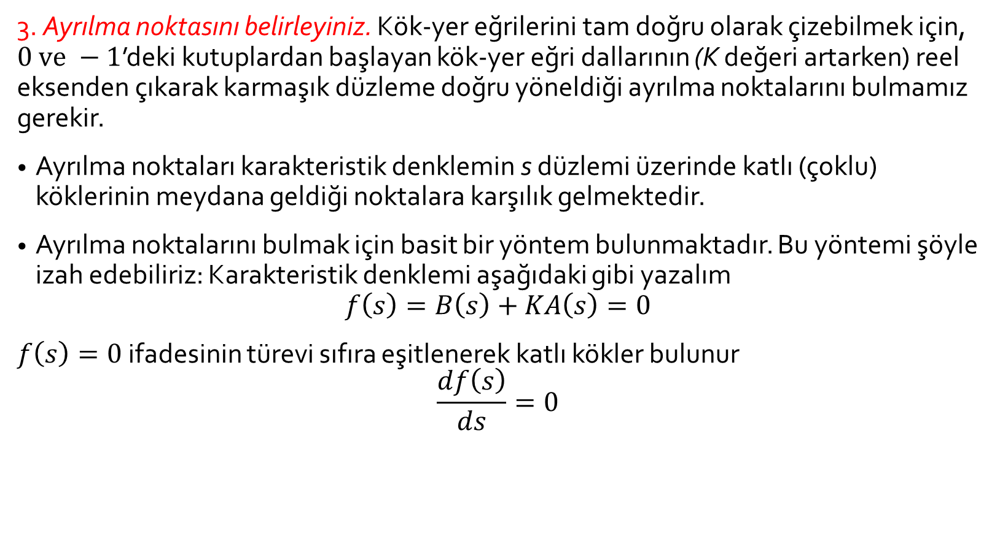 3. Ayrılma noktasını belirleyiniz. Kök-yer eğrilerini tam doğru olarak çizebilmek için,
0 ve − 1’deki kutuplardan başlayan kök-yer eğri dallarının (K değeri artarken) reel
eksenden çıkarak karmaşık düzleme doğru yöneldiği ayrılma noktalarını bulmamız
gerekir.
• Ayrılma noktaları karakteristik denklemin s düzlemi üzerinde katlı (çoklu)
köklerinin meydana geldiği noktalara karşılık gelmektedir.
• Ayrılma noktalarını bulmak için basit bir yöntem bulunmaktadır. Bu yöntemi şöyle
izah edebiliriz: Karakteristik denklemi aşağıdaki gibi yazalım
f(s) = B(s) + KA(s) = 0
f(s) = 0 ifadesinin türevi sıfıra eşitlenerek katlı kökler bulunur
df(s)
= 0
ds